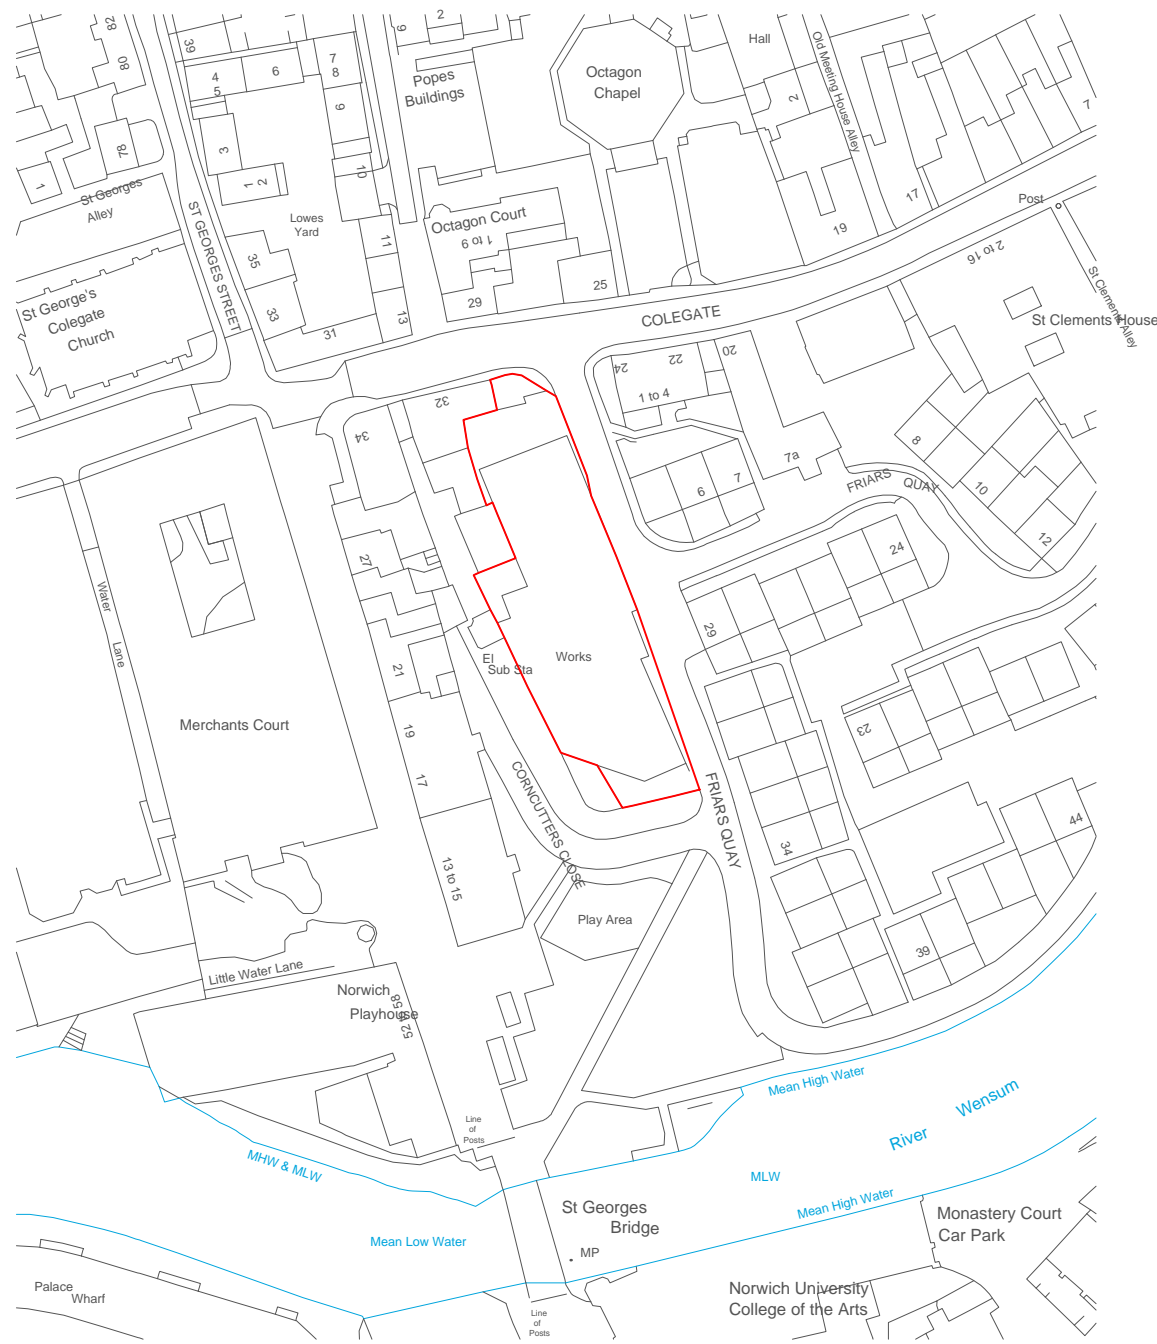 82
80
39
4
5
6
7
8
9
9
2
Popes
Buildings
Octagon
Chapel
Hall
Old Meeting House Alley
2
7
78
3
1
2
10
1
St Georges
Alley
ST GEORGES STREET
Lowes
Yard
11
Octagon Court
1 to 9
17
19
Post
2 to 16
St Clements Alley
St Clements House
35
33
31
13
29
25
COLEGATE
St George's
Colegate
Church
24
22
20
1 to 4
32
34
7a
6
7
8
10
12
FRIARS
QUAY
24
27
29
Water
Lane
El
Sub Sta
Works
21
19
17
Merchants Court
23
CORNCUTTERS CLOSE
FRIARS QUAY
34
44
13 to 15
Play Area
39
Little Water Lane
Norwich
Playhouse
52 to 58
Mean High Water
River
Wensum
Line
of
Posts
MHW & MLW
MLW
Mean High Water
St Georges
Bridge
Mean Low Water
MP
Monastery Court
Car Park
Palace
Wharf
Norwich University
College of the Arts
Line
of
Posts